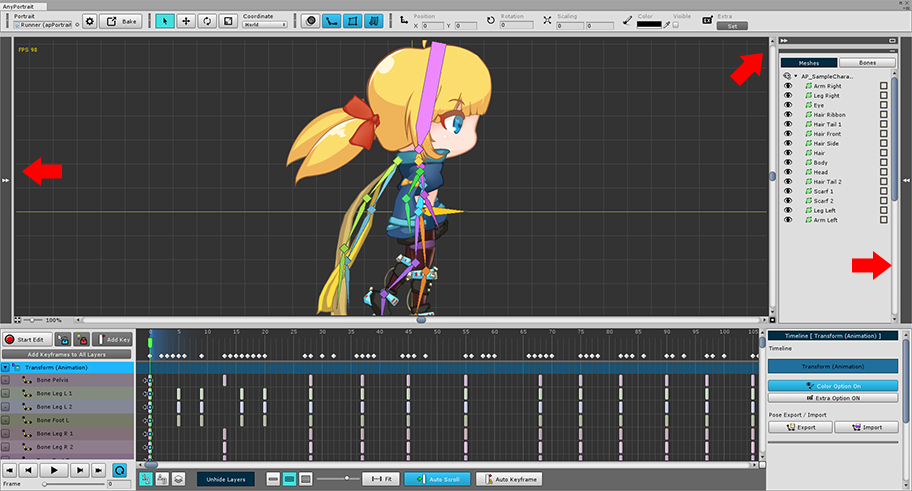 AnyPortrait
Portrait
Runner (apPortrait
Bake
Coordinate
World
Position
X 0 Y 0
Rotation
0
Scaling
0 0
Color
Visible
Extra
Set
FPS 98
Meshes Bones
AP_SampleChara..
Arm Right
Leg Right
Eye
Hair Ribbon
Hair Tail 1
Hair Front
Hair Side
Hair
Body
Head
Hair Tail 2
Scarf 1
Scarf 2
Leg Left
Arm Left
100%
Start Edit
Add Key
Add Keyframes to All Layers
0 5 10 15 20 25 30 35 40 45 50 55 60 65 70 75 80 85 90 95 100 105
Transform (Animation)
Bone Pelvis
Bone Leg L 1
Bone Leg L 2
Bone Foot L
Bone Leg R 1
Bone Leg R 2
Frame 0
Unhide Layers
Fit
Auto Scroll
Auto Keyframe
Timeline [ Transform (Animation) ]
Timeline
Transform (Animation)
Color Option On
Extra Option ON
Pose Export / Import
Export Import